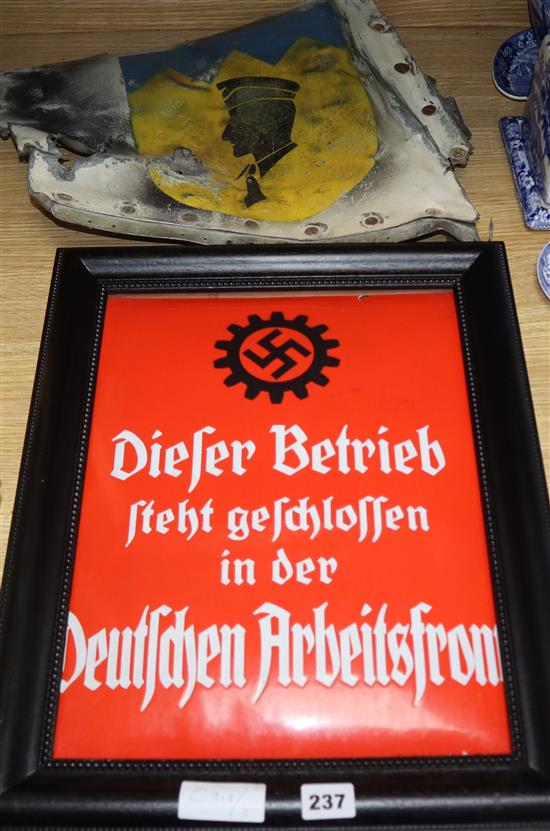 Dieſer Betrieb
ſteht geſchloſſen
in der
Deutſchen Arbeitsfron
237